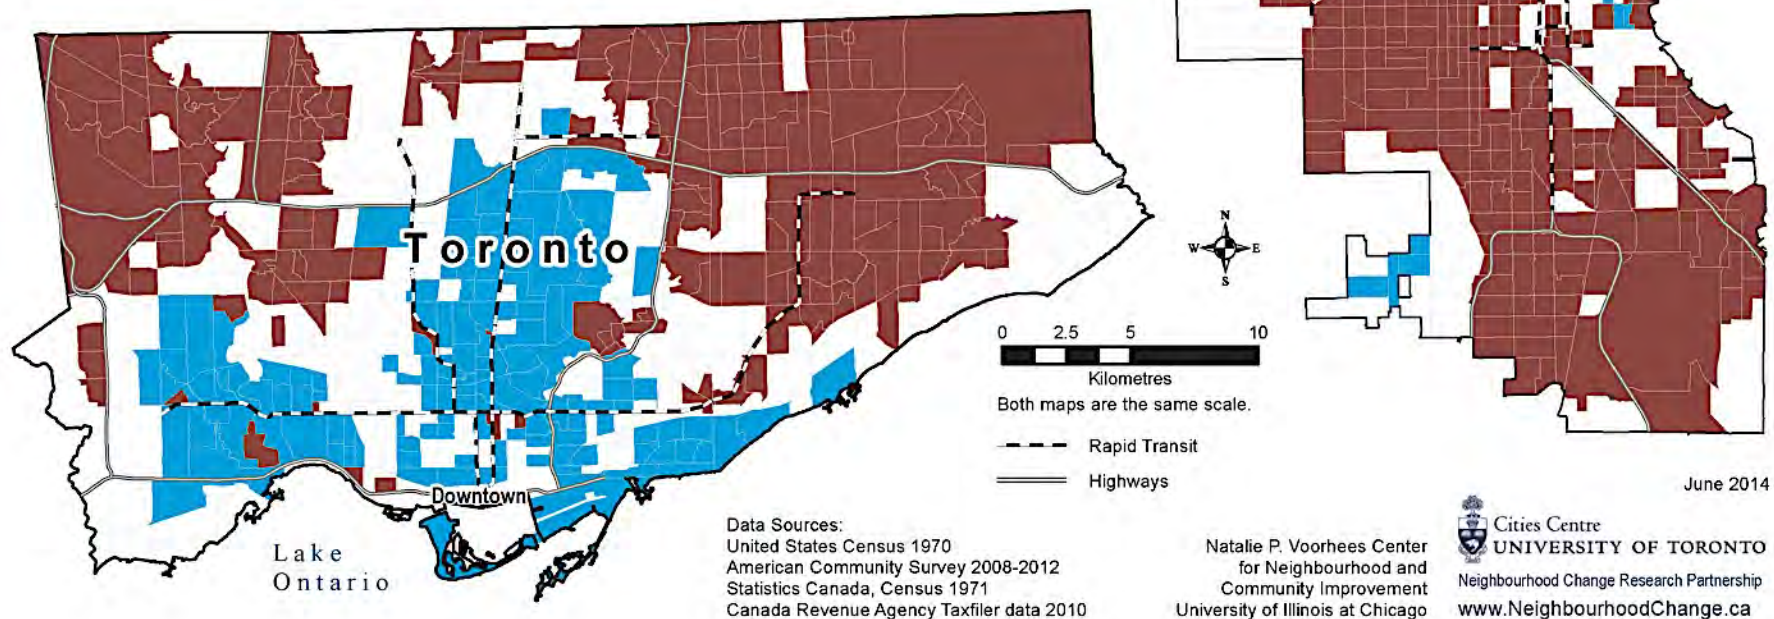 Toronto
Downtown
Lake
Ontario
N
W E
S
0 2.5 5 10
Kilometres
Both maps are the same scale.
Rapid Transit
Highways
Data Sources:
United States Census 1970
American Community Survey 2008-2012
Statistics Canada, Census 1971
Canada Revenue Agency Taxfiler data 2010
Natalie P. Voorhees Center
for Neighbourhood and
Community Improvement
University of Illinois at Chicago
June 2014
Cities Centre
UNIVERSITY OF TORONTO
Neighbourhood Change Research Partnership
www.NeighbourhoodChange.ca